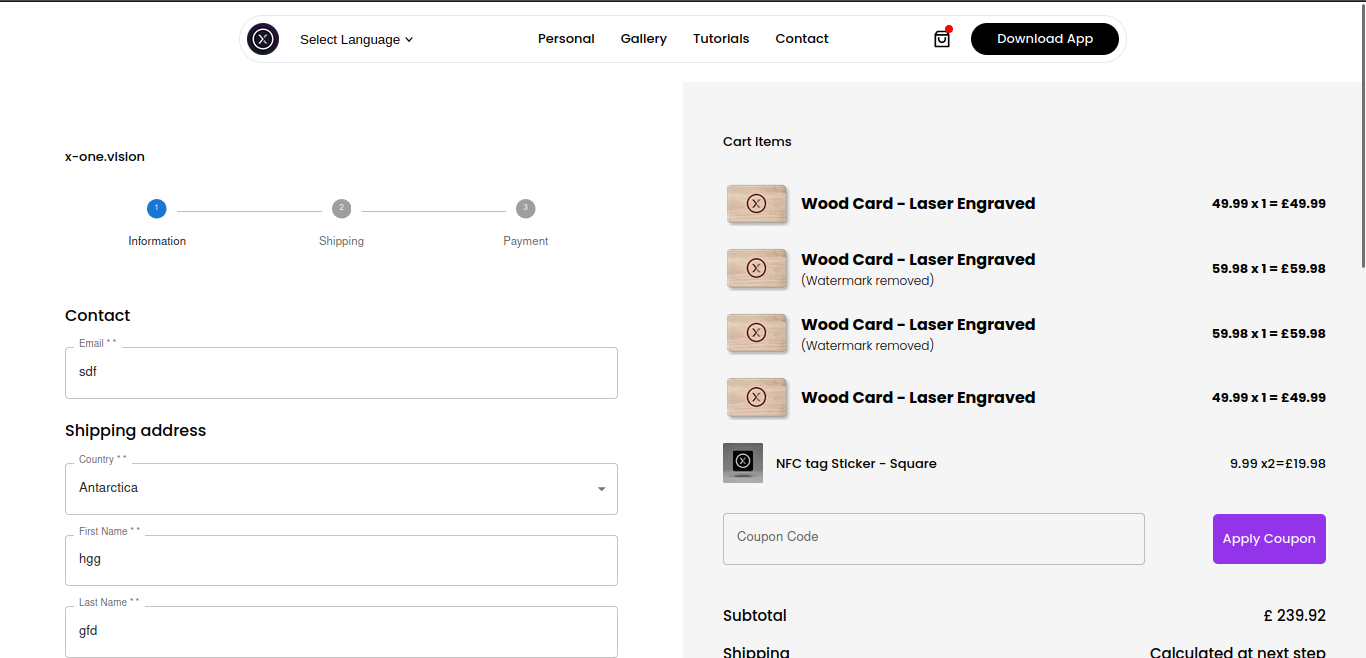 Select Language
Personal
Gallery
Tutorials
Contact
Download App
x-one.vision
1
2
3
Information
Shipping
Payment
Contact
Email * *
sdf
Shipping address
Country * *
Antarctica
First Name * *
hgg
Last Name * *
gfd
Cart Items
Wood Card - Laser Engraved
49.99 x 1 = £49.99
Wood Card - Laser Engraved
(Watermark removed)
59.98 x 1 = £59.98
Wood Card - Laser Engraved
(Watermark removed)
59.98 x 1 = £59.98
Wood Card - Laser Engraved
49.99 x 1 = £49.99
NFC tag Sticker - Square
9.99 x2=£19.98
Coupon Code
Apply Coupon
Subtotal
£ 239.92
Shipping
Calculated at next step